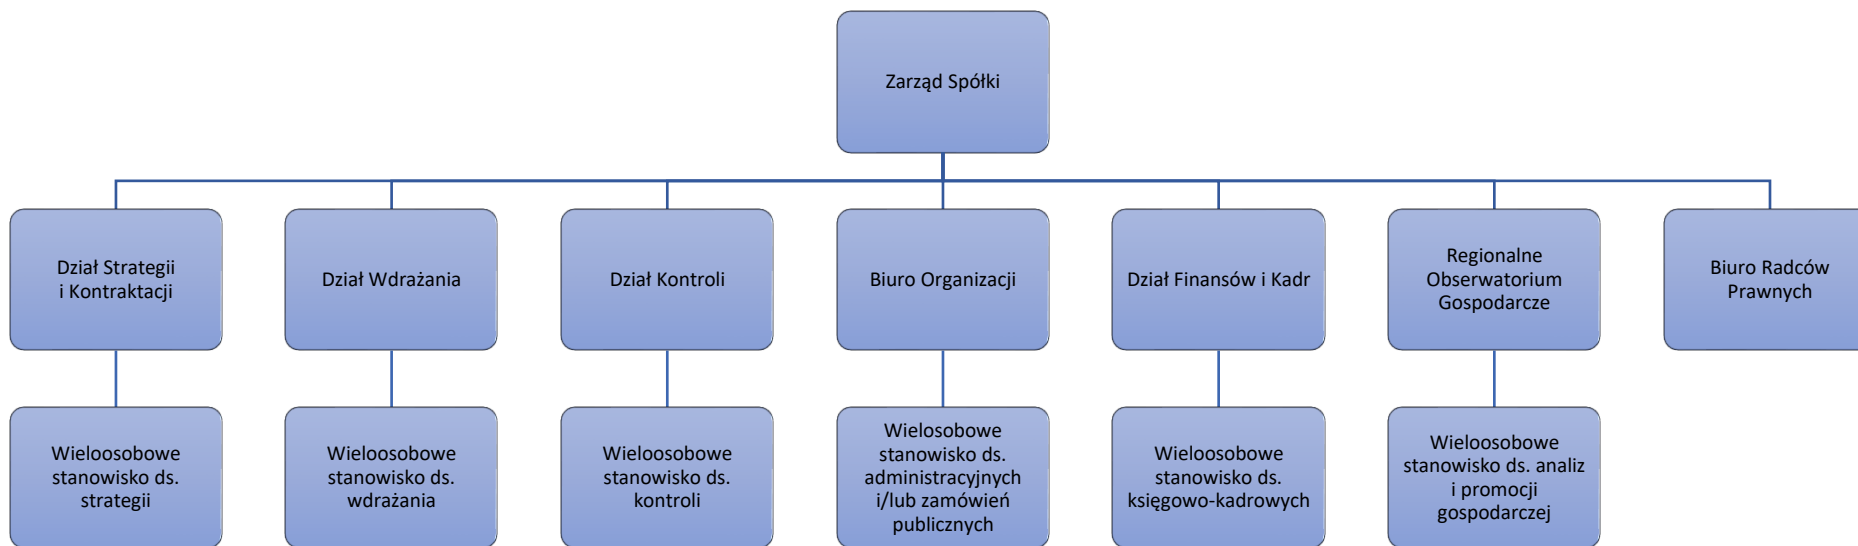 Zarząd Spółki
Dział Strategii
i Kontraktacji
Dział Wdrażania
Dział Kontroli
Biuro Organizacji
Dział Finansów i Kadr
Regionalne
Obserwatorium
Gospodarcze
Biuro Radców
Prawnych
Wieloosobowe
stanowisko ds.
strategii
Wieloosobowe
stanowisko ds.
wdrażania
Wieloosobowe
stanowisko ds.
kontroli
Wielosobowe
stanowisko ds.
administracyjnych
i/lub zamówień
publicznych
Wieloosobowe
stanowisko ds.
księgowo-kadrowych
Wieloosobowe
stanowisko ds. analiz
i promocji
gospodarczej